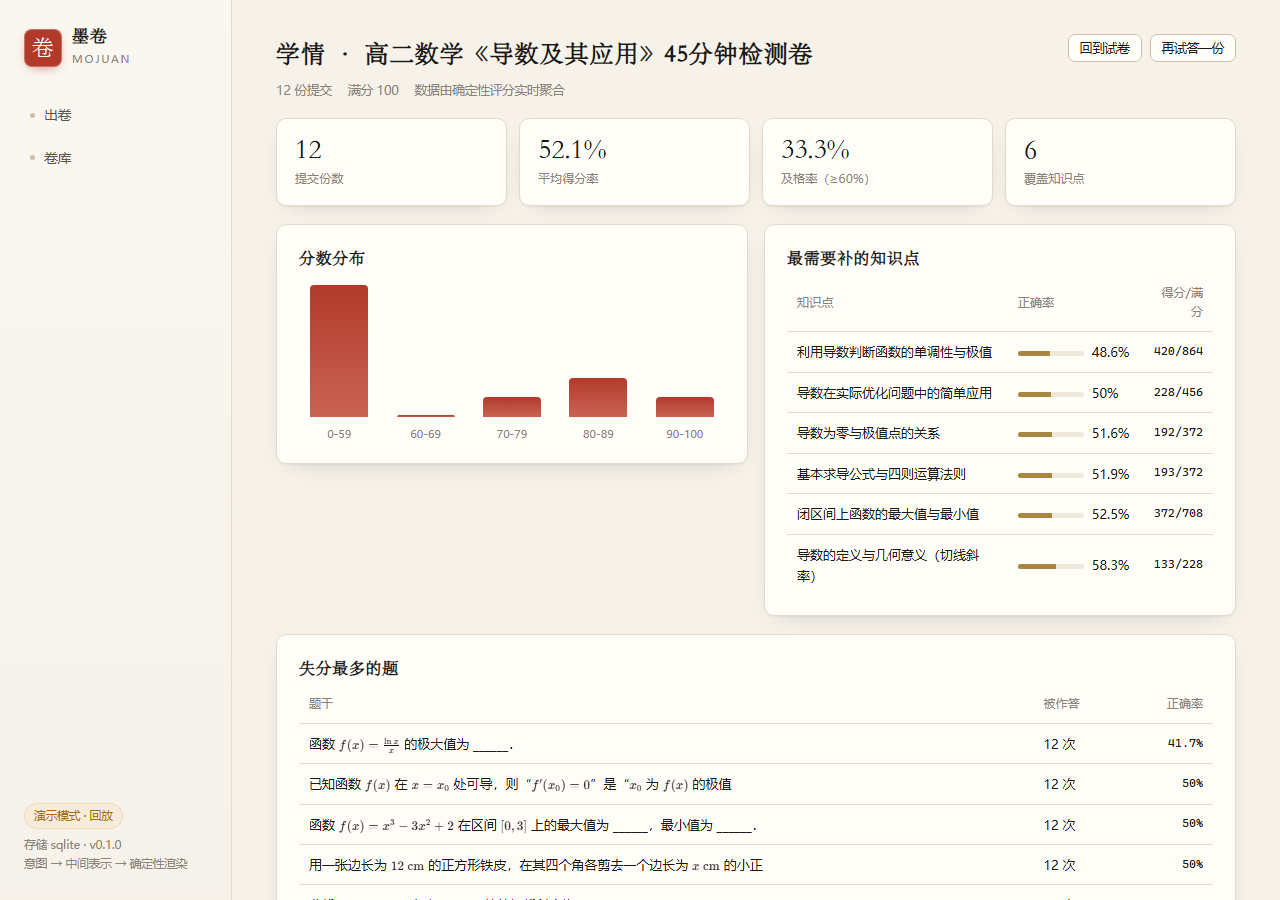 卷
墨卷
MOJUAN
出卷
卷库
演示模式 · 回放
存储 sqlite · v0.1.0
意图 → 中间表示 → 确定性渲染
学情 · 高二数学《导数及其应用》45分钟检测卷
回到试卷
再试答一份
12 份提交 满分 100 数据由确定性评分实时聚合
12
提交份数
52.1%
平均得分率
33.3%
及格率（≥60%）
6
覆盖知识点
分数分布
0-59 60-69 70-79 80-89 90-100
最需要补的知识点
知识点 正确率 得分/满分
利用导数判断函数的单调性与极值 48.6% 420/864
导数在实际优化问题中的简单应用 50% 228/456
导数为零与极值点的关系 51.6% 192/372
基本求导公式与四则运算法则 51.9% 193/372
闭区间上函数的最大值与最小值 52.5% 372/708
导数的定义与几何意义（切线斜率） 58.3% 133/228
失分最多的题
题干 被作答 正确率
函数 f(x) = ln x / x 的极大值为 ______. 12 次 41.7%
已知函数 f(x) 在 x = x₀ 处可导，则“f′(x₀) = 0”是“x₀ 为 f(x) 的极值 12 次 50%
函数 f(x) = x³ − 3x² + 2 在区间 [0, 3] 上的最大值为 ______，最小值为 ______. 12 次 50%
用一张边长为 12 cm 的正方形铁皮，在其四个角各剪去一个边长为 x cm 的小正 12 次 50%